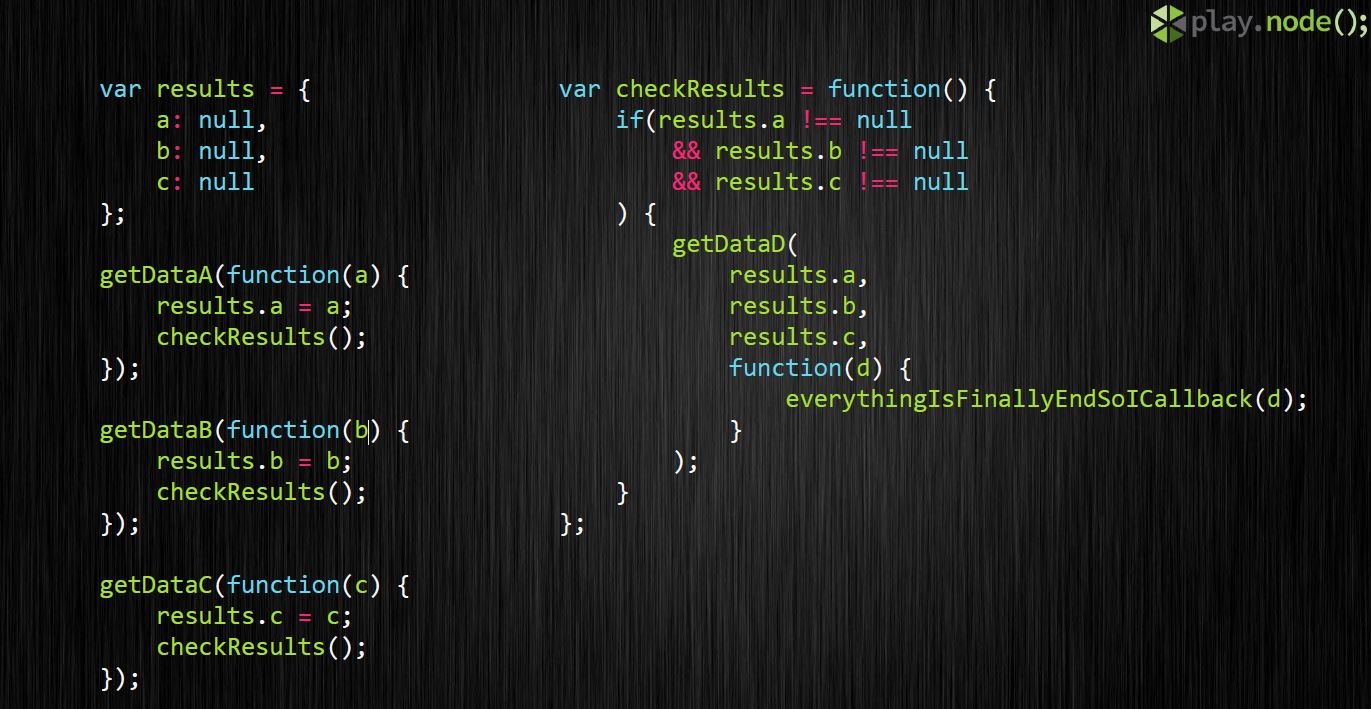 play.node();
var results = {
    a: null,
    b: null,
    c: null
};
getDataA(function(a) {
    results.a = a;
    checkResults();
});
getDataB(function(b) {
    results.b = b;
    checkResults();
});
getDataC(function(c) {
    results.c = c;
    checkResults();
});
var checkResults = function() {
    if(results.a !== null
        && results.b !== null
        && results.c !== null
    ) {
        getDataD(
            results.a,
            results.b,
            results.c,
            function(d) {
                everythingIsFinallyEndSoICallback(d);
            }
        );
    }
};